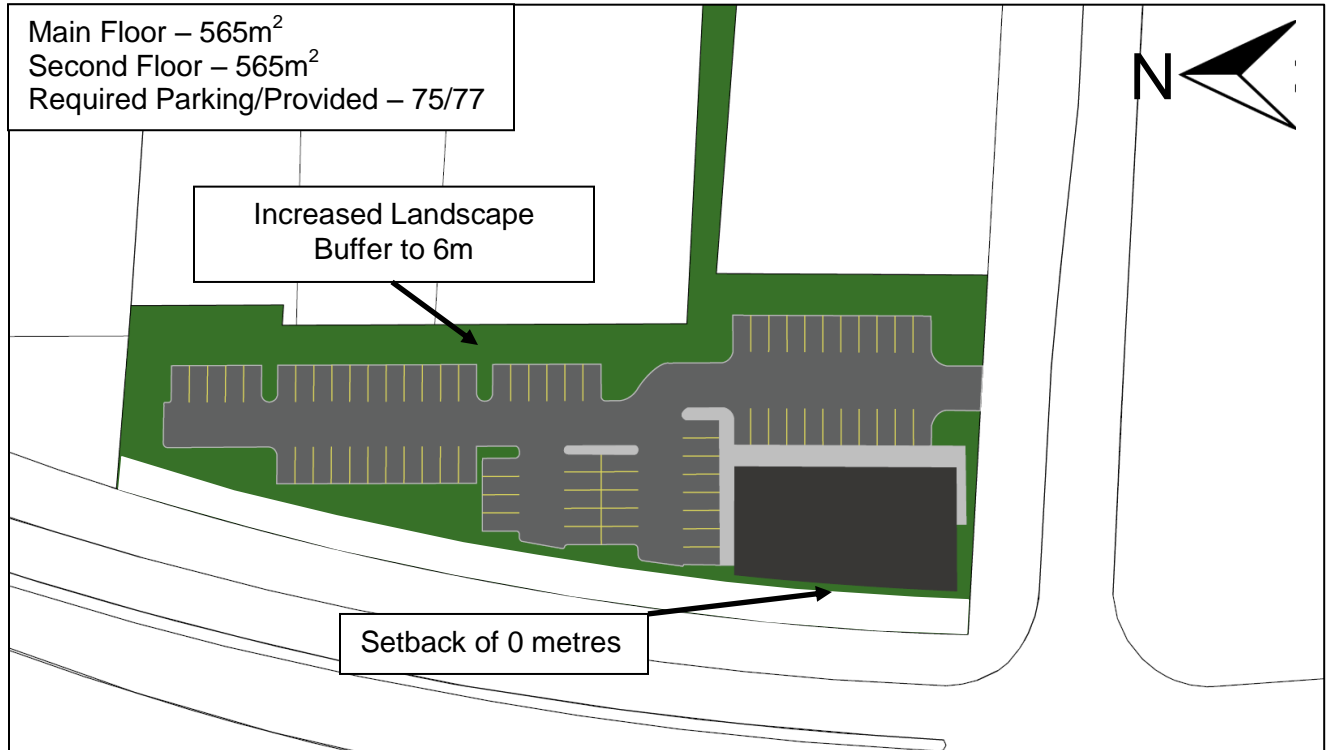 Main Floor – 565m²
Second Floor – 565m²
Required Parking/Provided – 75/77
N
Increased Landscape
Buffer to 6m
Setback of 0 metres